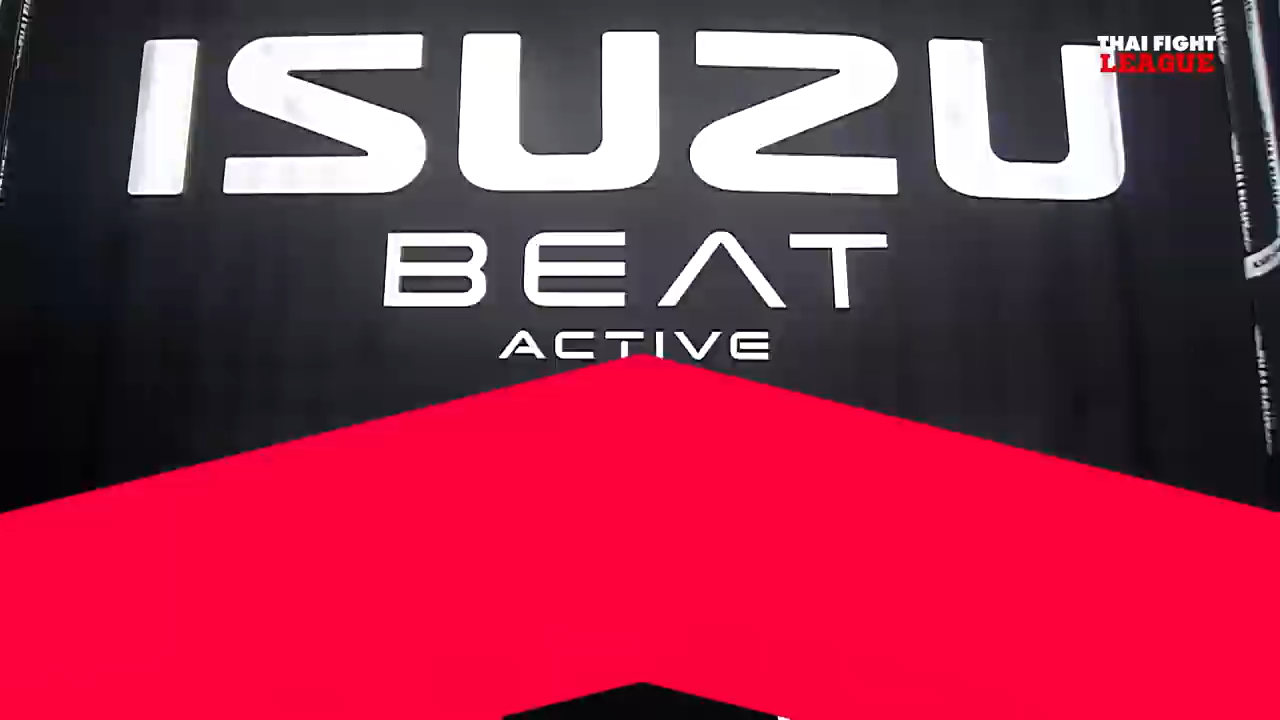 THAI FIGHT
LEAGUE
ISUZU
BEAT
ACTIVE